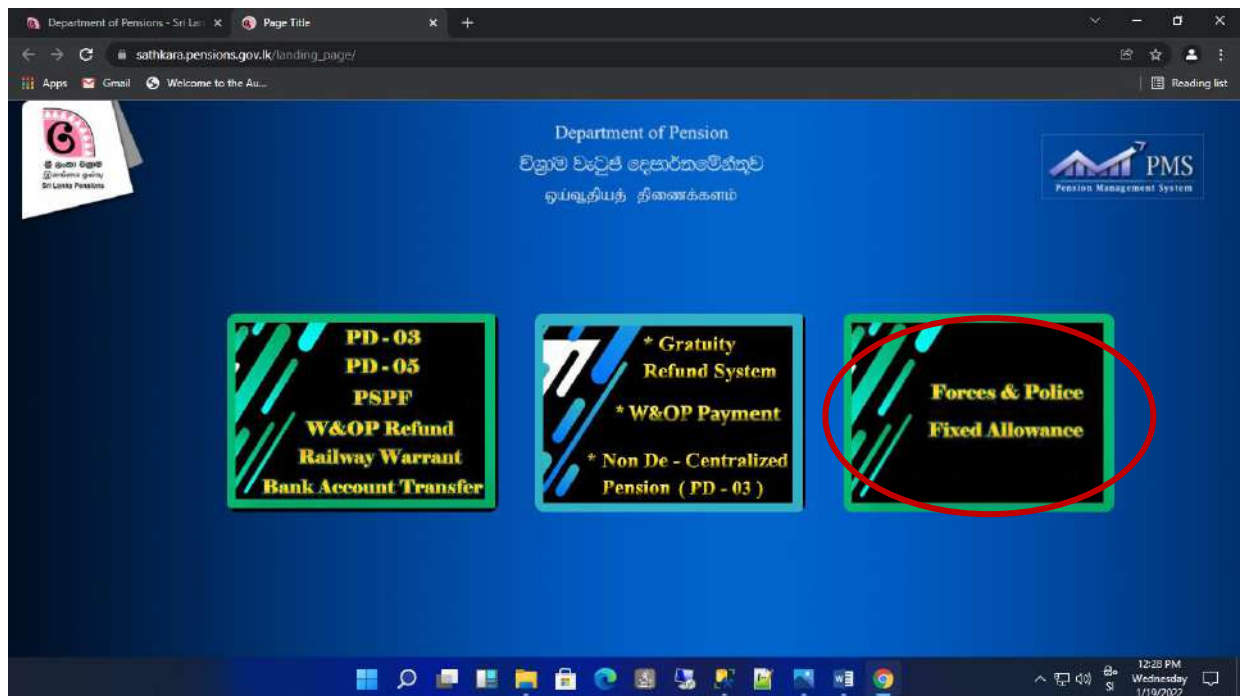 Department of Pensions - Sri La
Page Title
sathkara.pensions.gov.lk/landing_page/
Apps
Gmail
Welcome to the Au...
Reading list
ශ්‍රී ලංකා විශ්‍රාම
Sri Lanka Pensions
Department of Pension
විශ්‍රාම වැටුප් දෙපාර්තමේන්තුව
ஓய்வூதியத் திணைக்களம்
PMS
Pension Management System
PD - 03
PD - 05
PSPF
W&OP Refund
Railway Warrant
Bank Account Transfer
* Gratuity
Refund System
* W&OP Payment
* Non De - Centralized
Pension ( PD - 03 )
Forces & Police
Fixed Allowance
සිං
SI
12:28 PM
Wednesday
1/19/2022